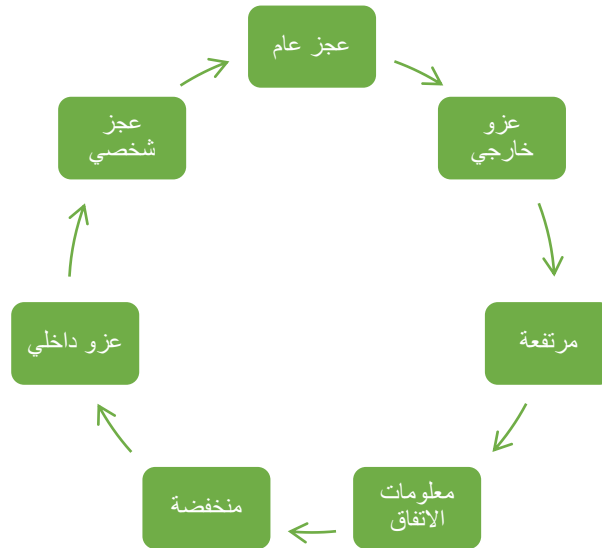 عجز عام
عزو
خارجي
مرتفعة
معلومات
الاتفاق
منخفضة
عزو داخلي
عجز
شخصي